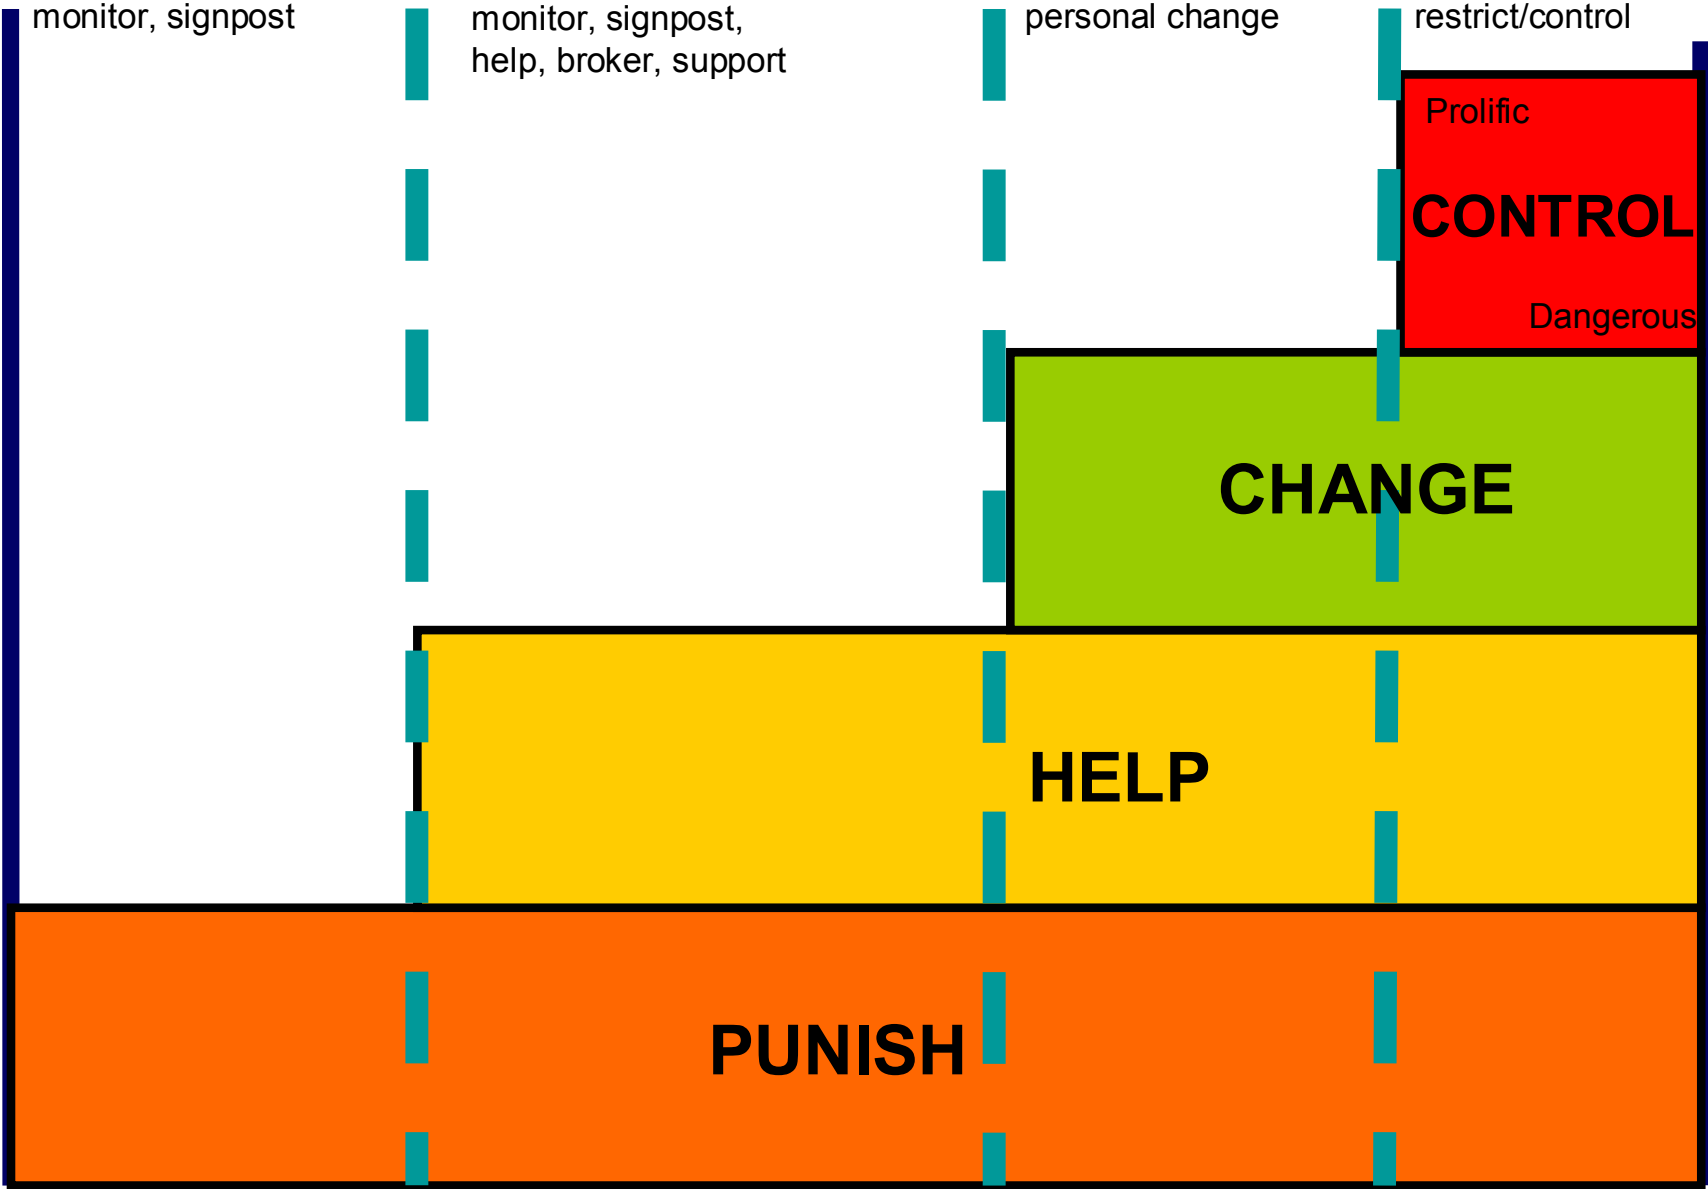 monitor, signpost
monitor, signpost,
help, broker, support
personal change
restrict/control
Prolific
CONTROL
Dangerous
CHANGE
HELP
PUNISH